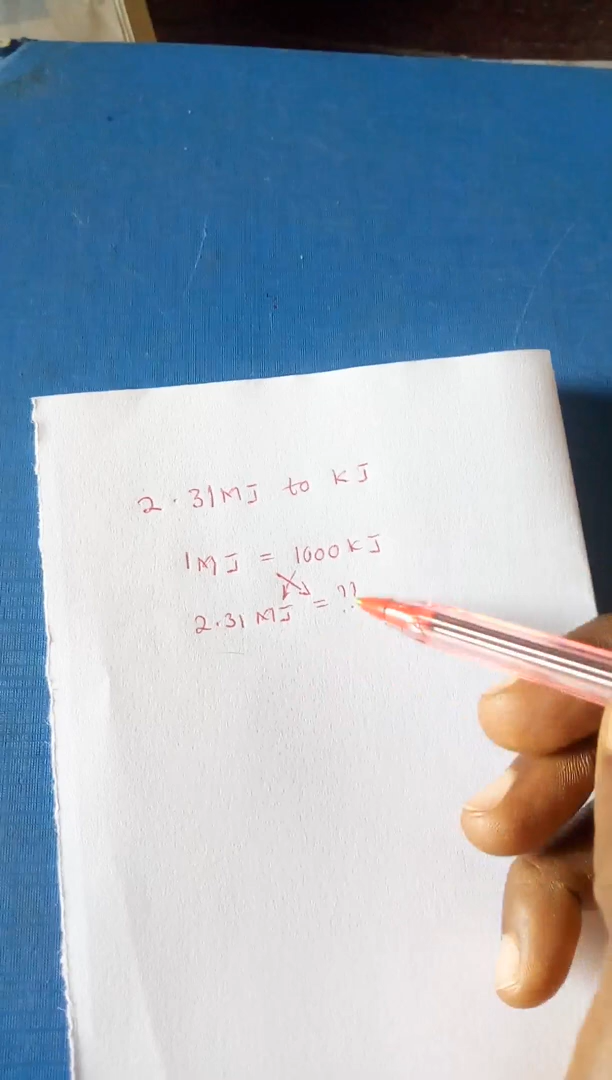 2.31MJ to KJ
1MJ = 1000KJ
2.31MJ = ??